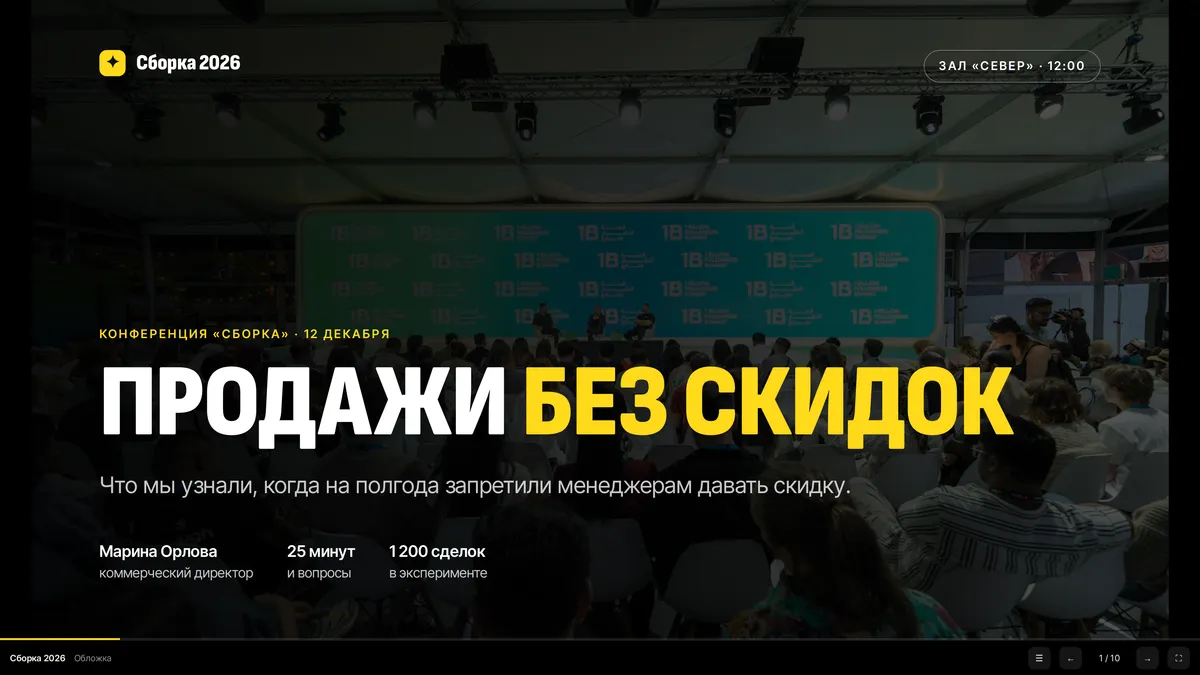 Сборка 2026
ЗАЛ «СЕВЕР» · 12:00
КОНФЕРЕНЦИЯ «СБОРКА» · 12 ДЕКАБРЯ
ПРОДАЖИ БЕЗ СКИДОК
Что мы узнали, когда на полгода запретили менеджерам давать скидку.
Марина Орлова
коммерческий директор
25 минут
и вопросы
1 200 сделок
в эксперименте
Сборка 2026 Обложка
1 / 10